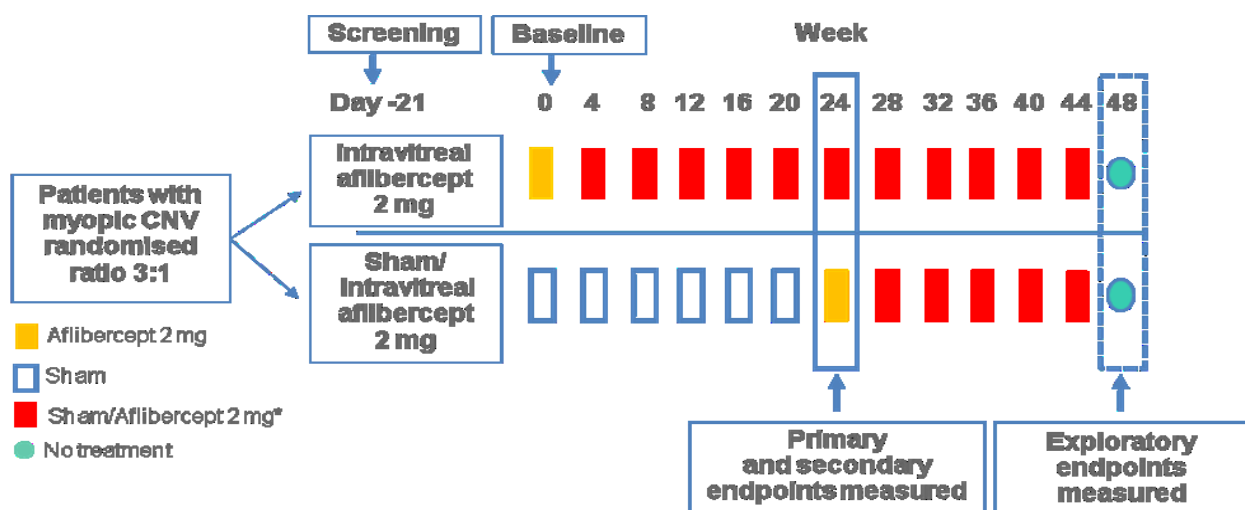 Screening
Baseline
Week
Day -21
0 4 8 12 16 20 24 28 32 36 40 44 48
Intravitreal
aflibercept
2 mg
Patients with
myopic CNV
randomised
ratio 3:1
Sham/
Intravitreal
aflibercept
2 mg
Aflibercept 2 mg
Sham
Sham/Aflibercept 2 mg*
No treatment
Primary
and secondary
endpoints measured
Exploratory
endpoints
measured